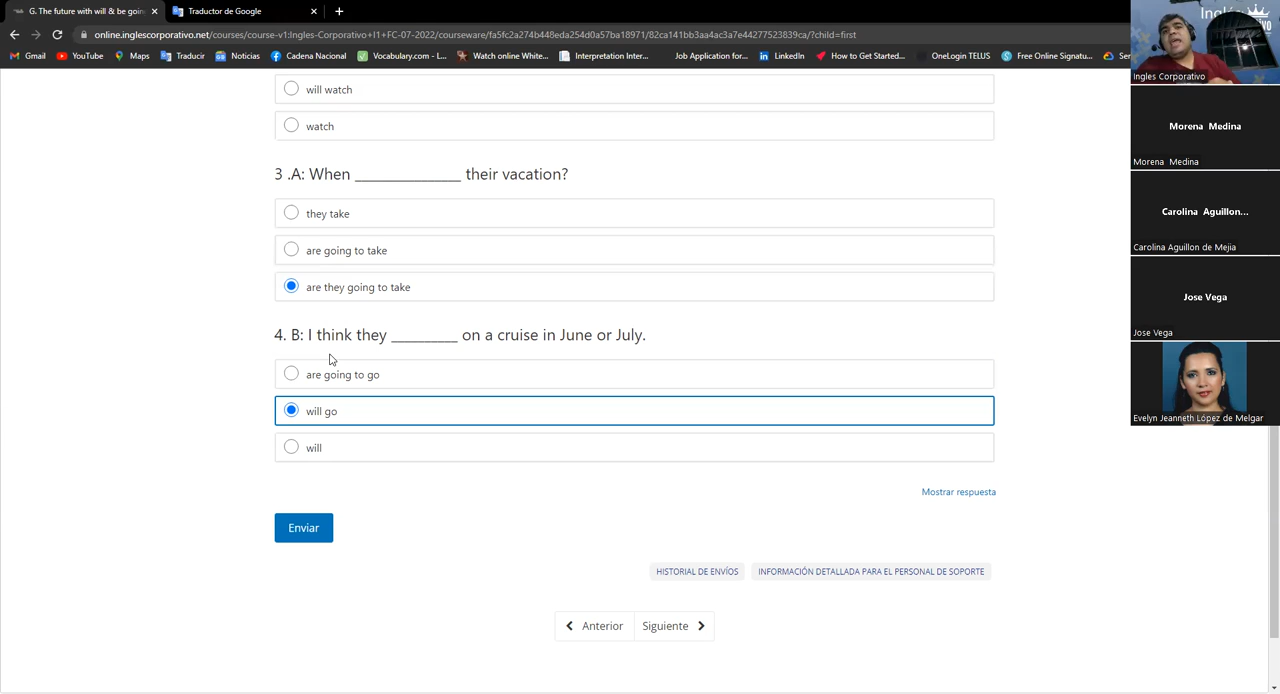 G. The future with will & be goin
Traductor de Google
online.inglescorporativo.net/courses/course-v1:Ingles-Corporativo+I1+FC-07-2022/courseware/fa5fc2a274b448eda254d0a57ba18971/82ca141bb3aa4ac3a7e44277523839ca/?child=first
Gmail
YouTube
Maps
Traducir
Noticias
Cadena Nacional
Vocabulary.com - L...
Watch online White...
Interpretation Inter...
Job Application for...
LinkedIn
How to Get Started...
OneLogin TELUS
Free Online Signatu...
Ser
will watch
watch
3 .A: When ______________ their vacation?
they take
are going to take
are they going to take
4. B: I think they _________ on a cruise in June or July.
are going to go
will go
will
Mostrar respuesta
Enviar
HISTORIAL DE ENVÍOS
INFORMACIÓN DETALLADA PARA EL PERSONAL DE SOPORTE
Anterior
Siguiente
Ingles Corporativo
Morena Medina
Morena Medina
Carolina Aguillon...
Carolina Aguillon de Mejia
Jose Vega
Jose Vega
Evelyn Jeanneth López de Melgar